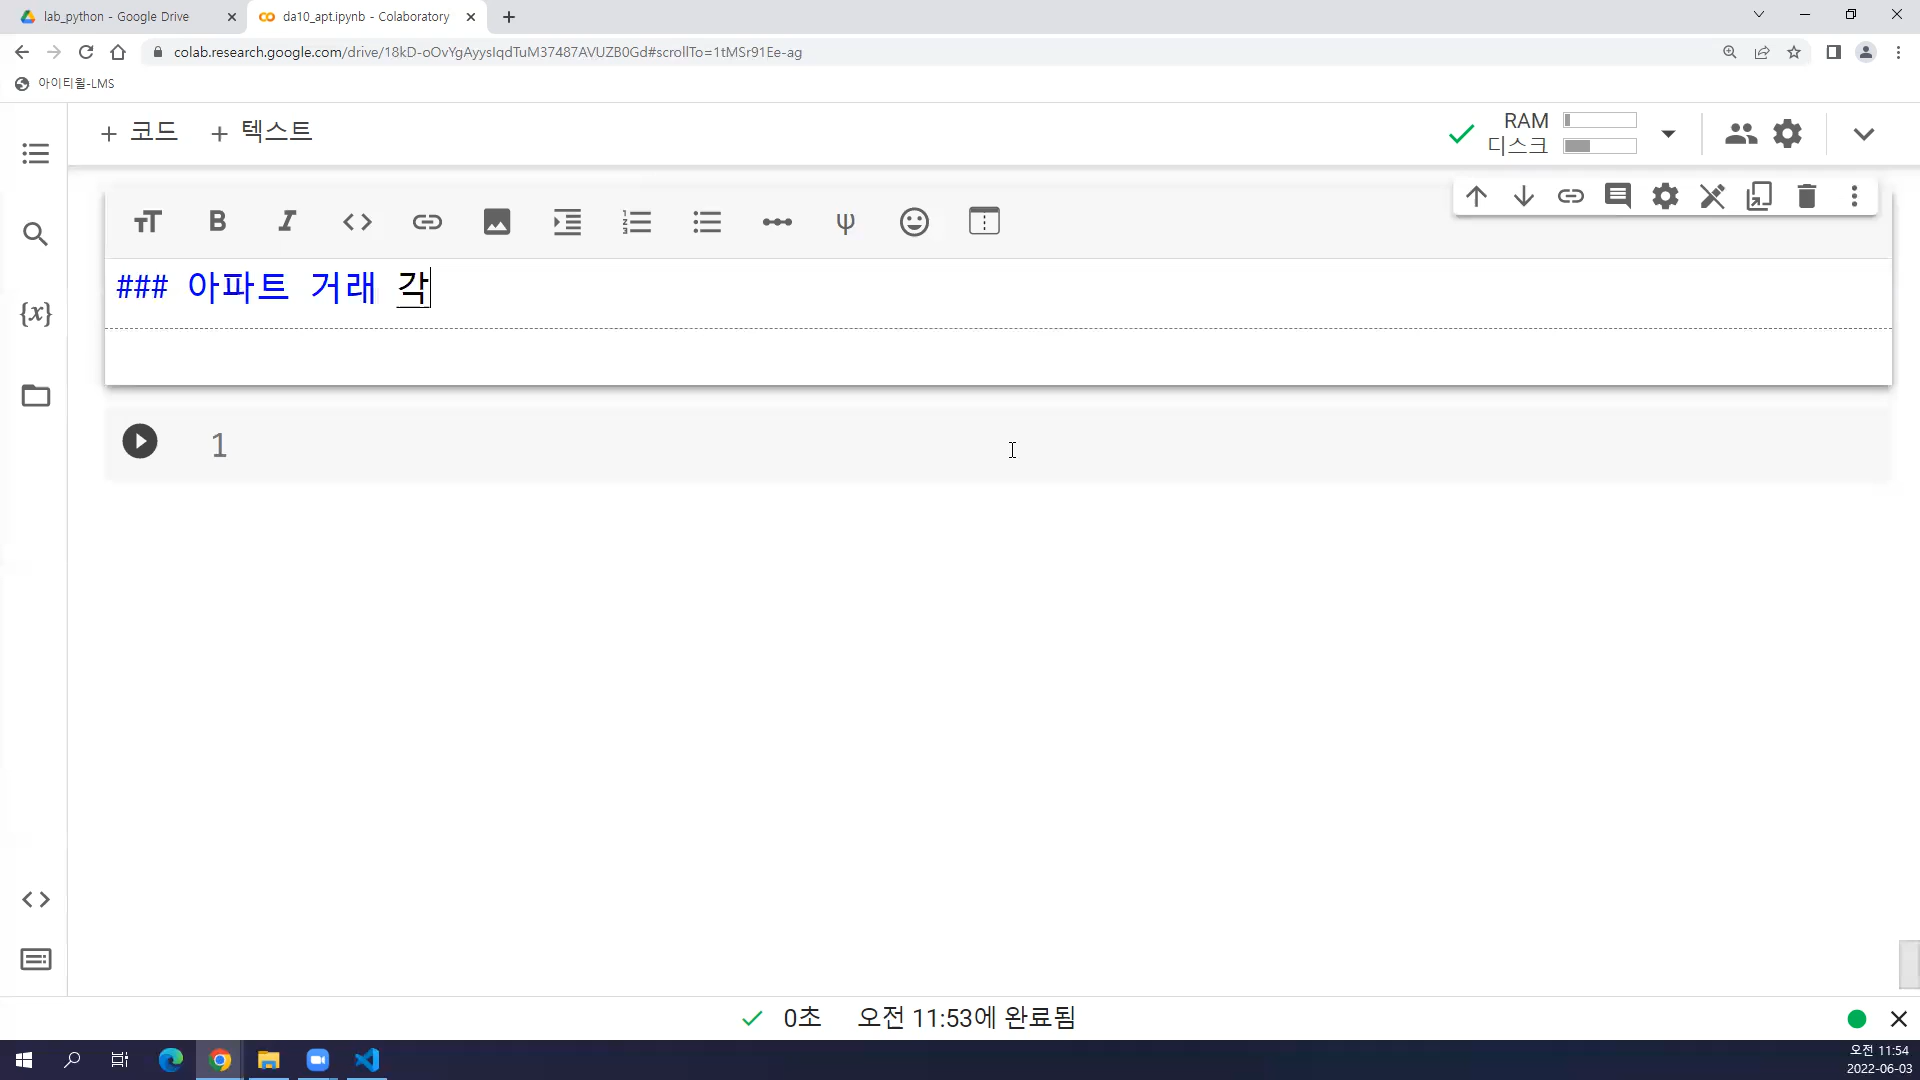 lab_python - Google Drive
da10_apt.ipynb - Colaboratory
colab.research.google.com/drive/18kD-oOvYgAyysIqdTuM37487AVUZB0Gd#scrollTo=1tMSr91Ee-ag
아이티윌-LMS
+ 코드 + 텍스트
RAM
디스크
### 아파트 거래 각
1
0초 오전 11:53에 완료됨
오전 11:54
2022-06-03